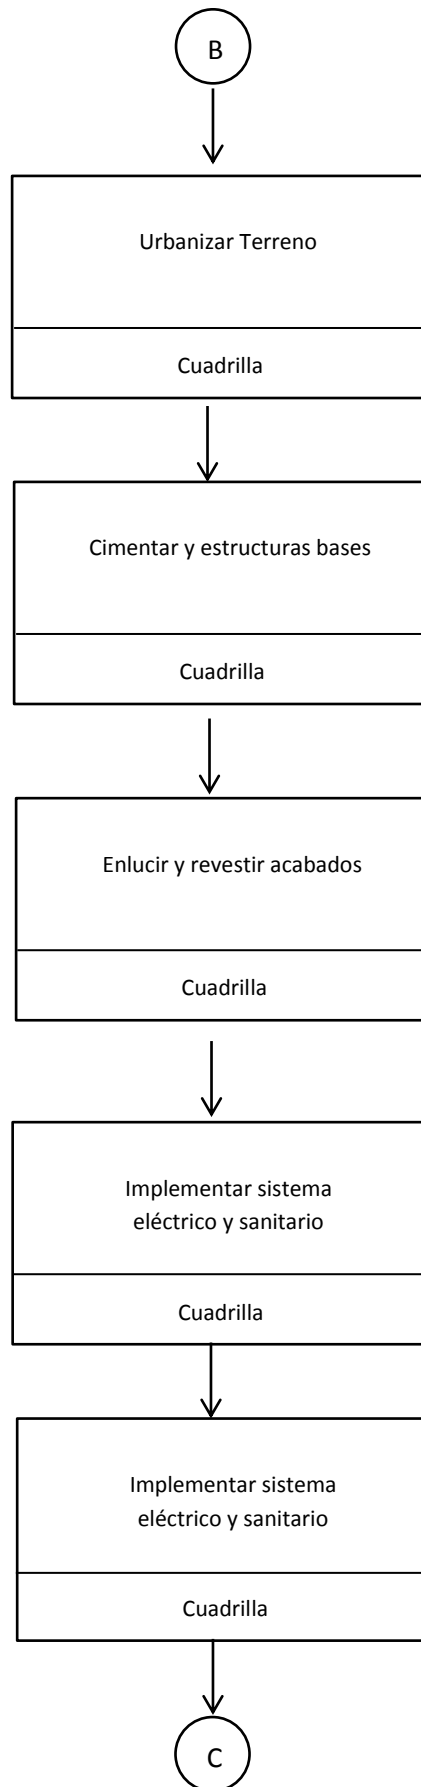 B
Urbanizar Terreno
Cuadrilla
Cimentar y estructuras bases
Cuadrilla
Enlucir y revestir acabados
Cuadrilla
Implementar sistema
eléctrico y sanitario
Cuadrilla
Implementar sistema
eléctrico y sanitario
Cuadrilla
C